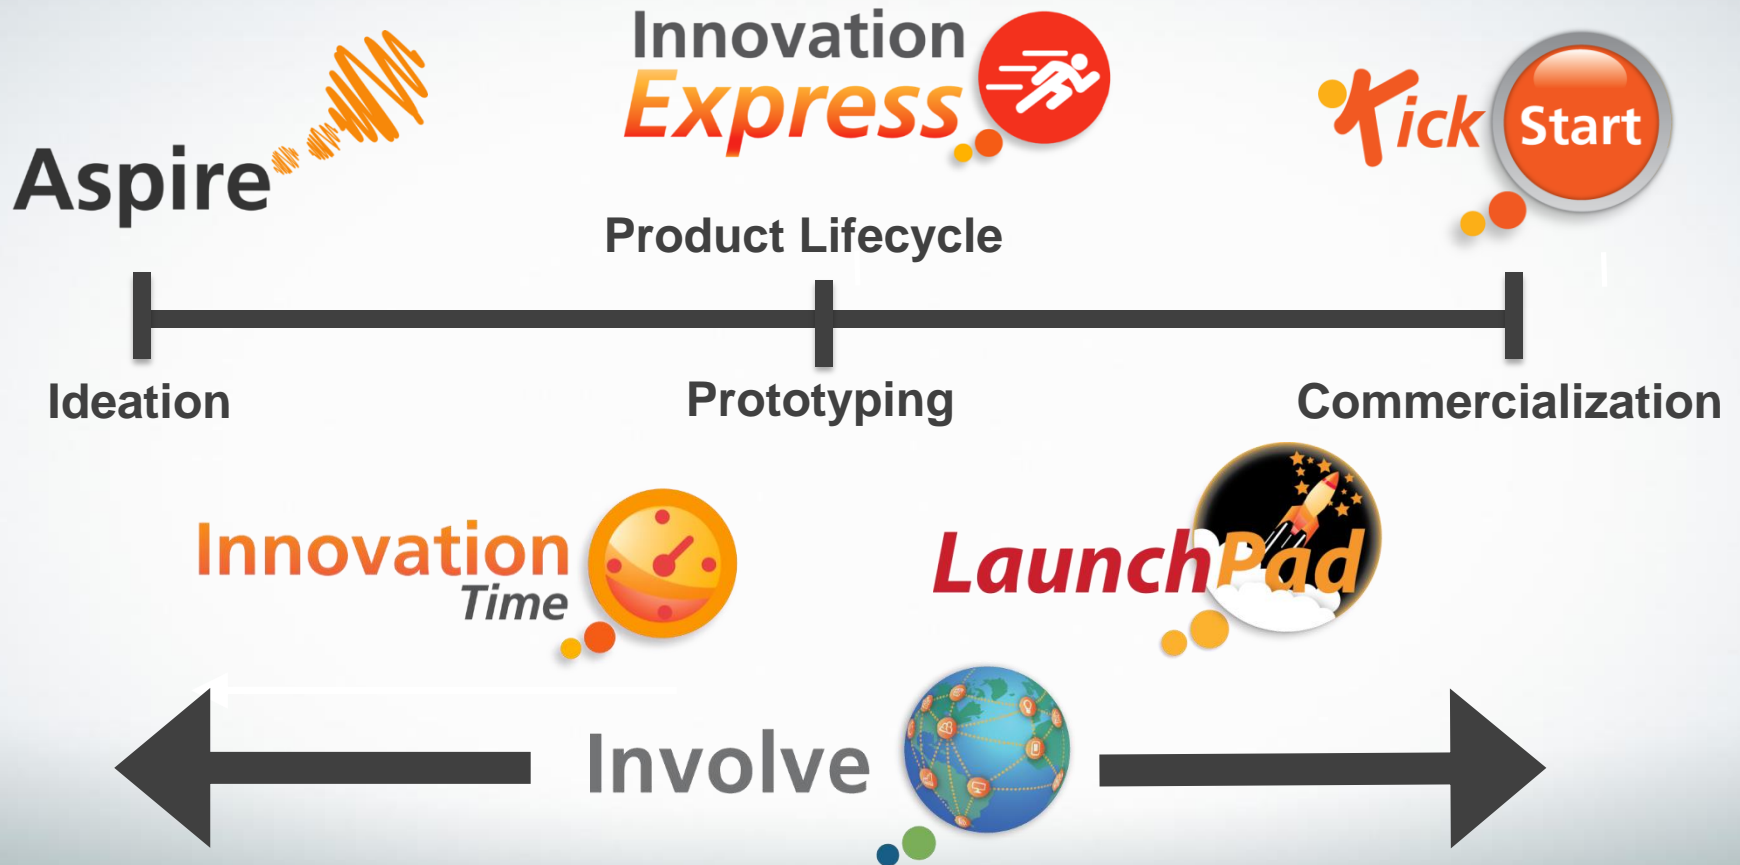 Innovation
Express
Aspire
Kick Start
Product Lifecycle
Ideation
Prototyping
Commercialization
Innovation
Time
LaunchPad
Involve